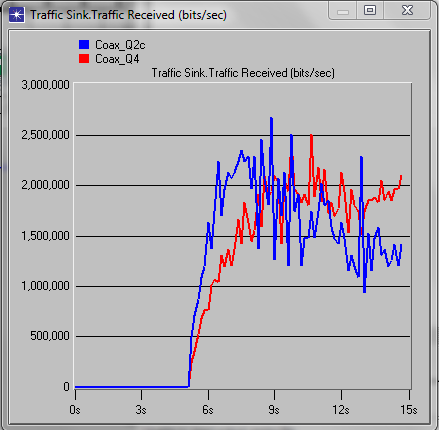 Traffic Sink.Traffic Received (bits/sec)
Coax_Q2c
Coax_Q4
Traffic Sink.Traffic Received (bits/sec)
3,000,000
2,500,000
2,000,000
1,500,000
1,000,000
500,000
0
0s 3s 6s 9s 12s 15s